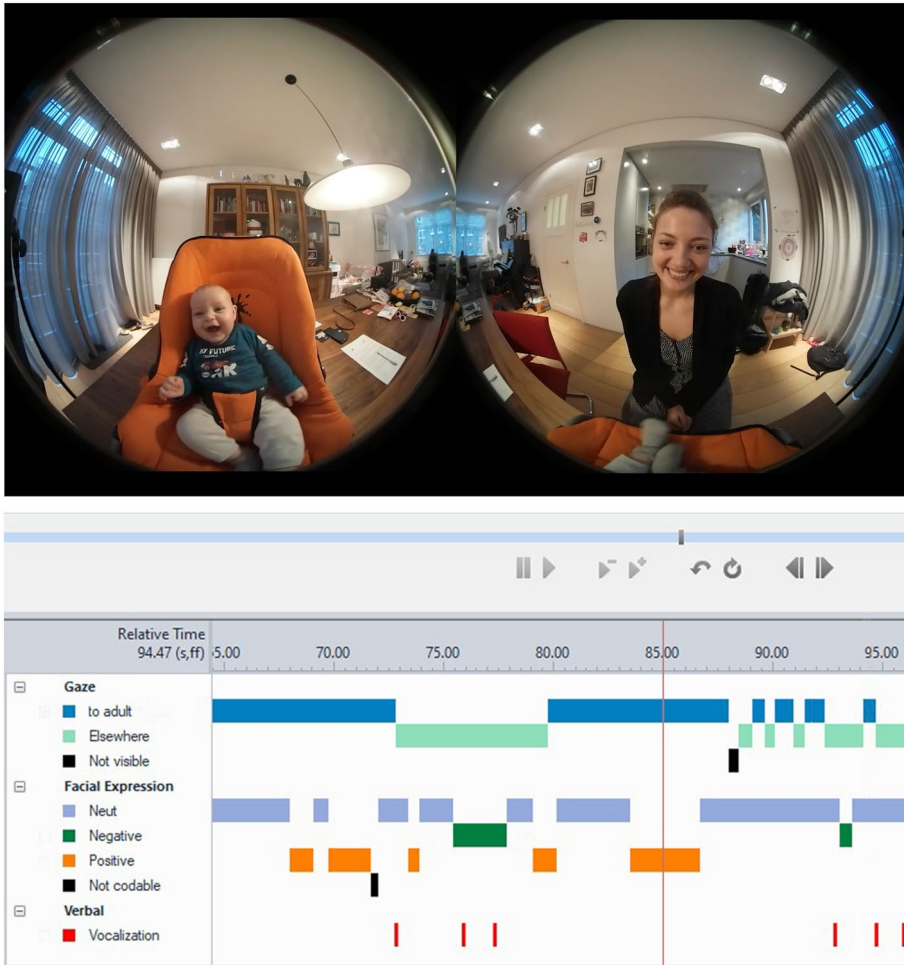 Y FUTURE
Relative Time
94.47 (s,ff)
5.00 70.00 75.00 80.00 85.00 90.00 95.00
Gaze
to adult
Elsewhere
Not visible
Facial Expression
Neut
Negative
Positive
Not codable
Verbal
Vocalization